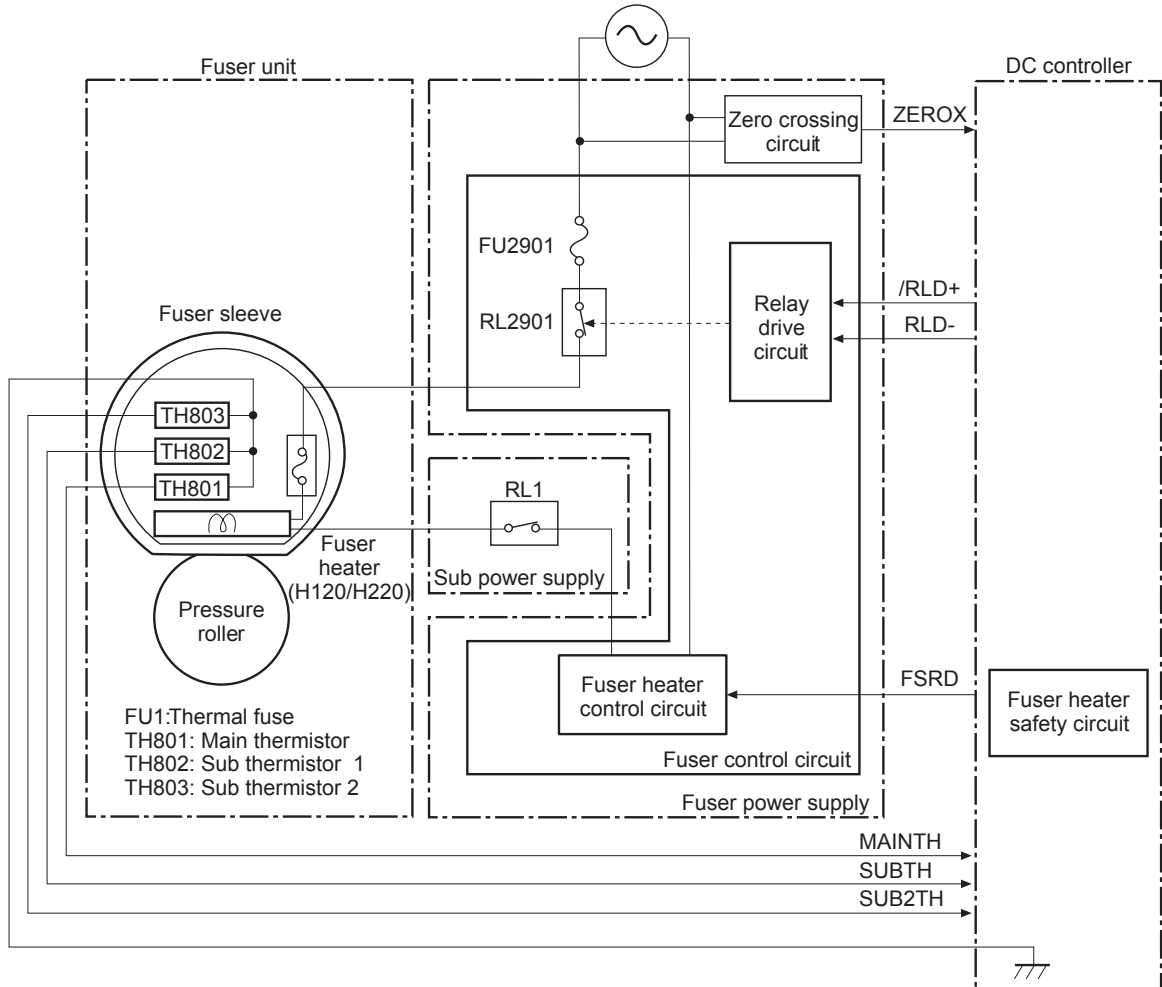 Fuser unit
DC controller
Zero crossing
circuit
ZEROX
FU2901
RL2901
Relay
drive
circuit
/RLD+
RLD-
Fuser sleeve
TH803
TH802
TH801
RL1
Sub power supply
Fuser
heater
(H120/H220)
Pressure
roller
Fuser heater
control circuit
FSRD
Fuser heater
safety circuit
Fuser control circuit
Fuser power supply
FU1:Thermal fuse
TH801: Main thermistor
TH802: Sub thermistor 1
TH803: Sub thermistor 2
MAINTH
SUBTH
SUB2TH